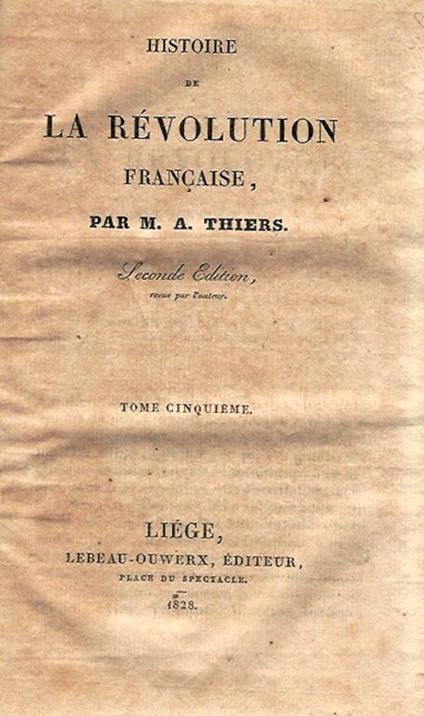 HISTOIRE
DE
LA RÉVOLUTION
FRANÇAISE,
PAR M. A. THIERS.
Seconde Edition,
revue par l'auteur.
TOME CINQUIÉME.
LIÉGE,
LEBEAU-OUWERX, ÉDITEUR,
PLACE DU SPECTACLE.
1828.